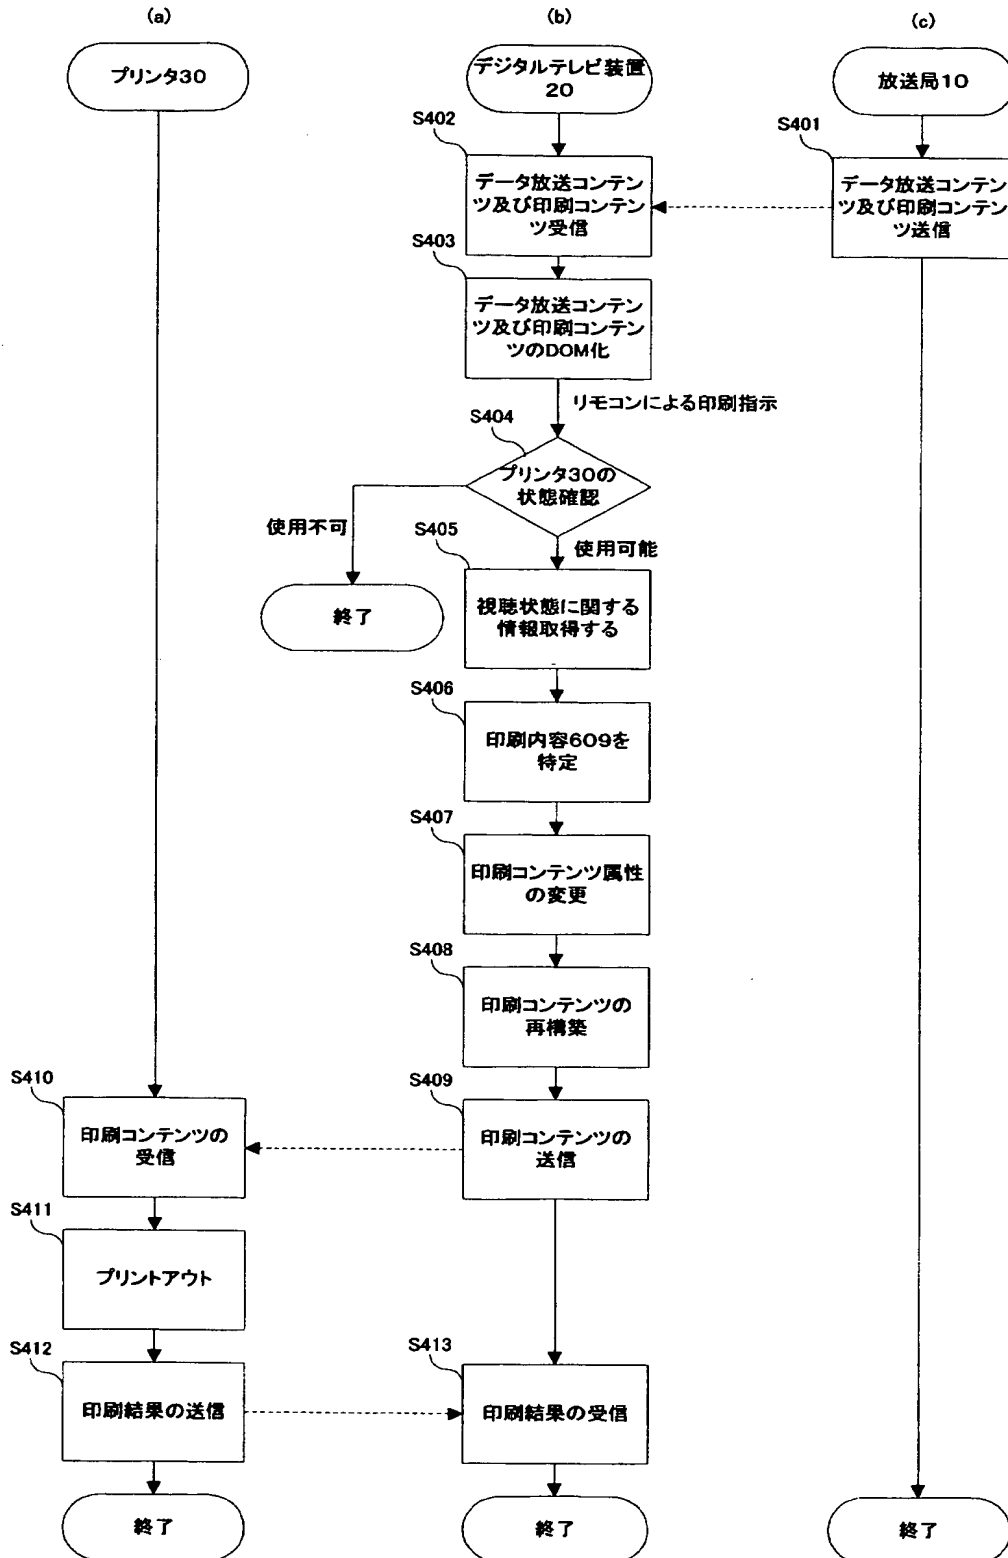 (a)
(b)
(c)
プリンタ30
デジタルテレビ装置
20
放送局10
S402
S401
データ放送コンテン
ツ及び印刷コンテン
ツ受信
データ放送コンテン
ツ及び印刷コンテン
ツ送信
S403
データ放送コンテン
ツ及び印刷コンテン
ツのDOM化
リモコンによる印刷指示
S404
プリンタ30の
状態確認
使用不可
使用可能
S405
終了
視聴状態に関する
情報取得する
S406
印刷内容609を
特定
S407
印刷コンテンツ属性
の変更
S408
印刷コンテンツの
再構築
S410
S409
印刷コンテンツの
受信
印刷コンテンツの
送信
S411
プリントアウト
S412
S413
印刷結果の送信
印刷結果の受信
終了
終了
終了